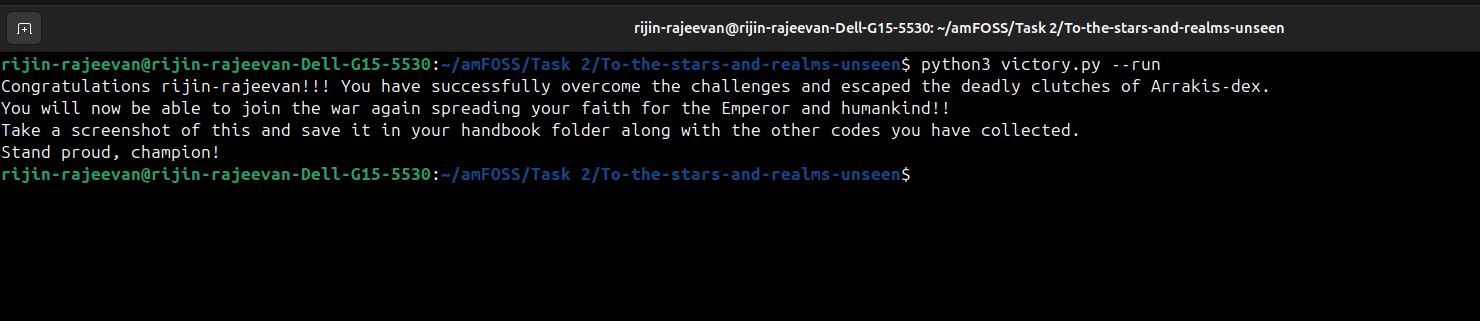 rijin-rajeevan@rijin-rajeevan-Dell-G15-5530: ~/amFOSS/Task 2/To-the-stars-and-realms-unseen
rijin-rajeevan@rijin-rajeevan-Dell-G15-5530:~/amFOSS/Task 2/To-the-stars-and-realms-unseen$ python3 victory.py --run
Congratulations rijin-rajeevan!!! You have successfully overcome the challenges and escaped the deadly clutches of Arrakis-dex.
You will now be able to join the war again spreading your faith for the Emperor and humankind!!
Take a screenshot of this and save it in your handbook folder along with the other codes you have collected.
Stand proud, champion!
rijin-rajeevan@rijin-rajeevan-Dell-G15-5530:~/amFOSS/Task 2/To-the-stars-and-realms-unseen$